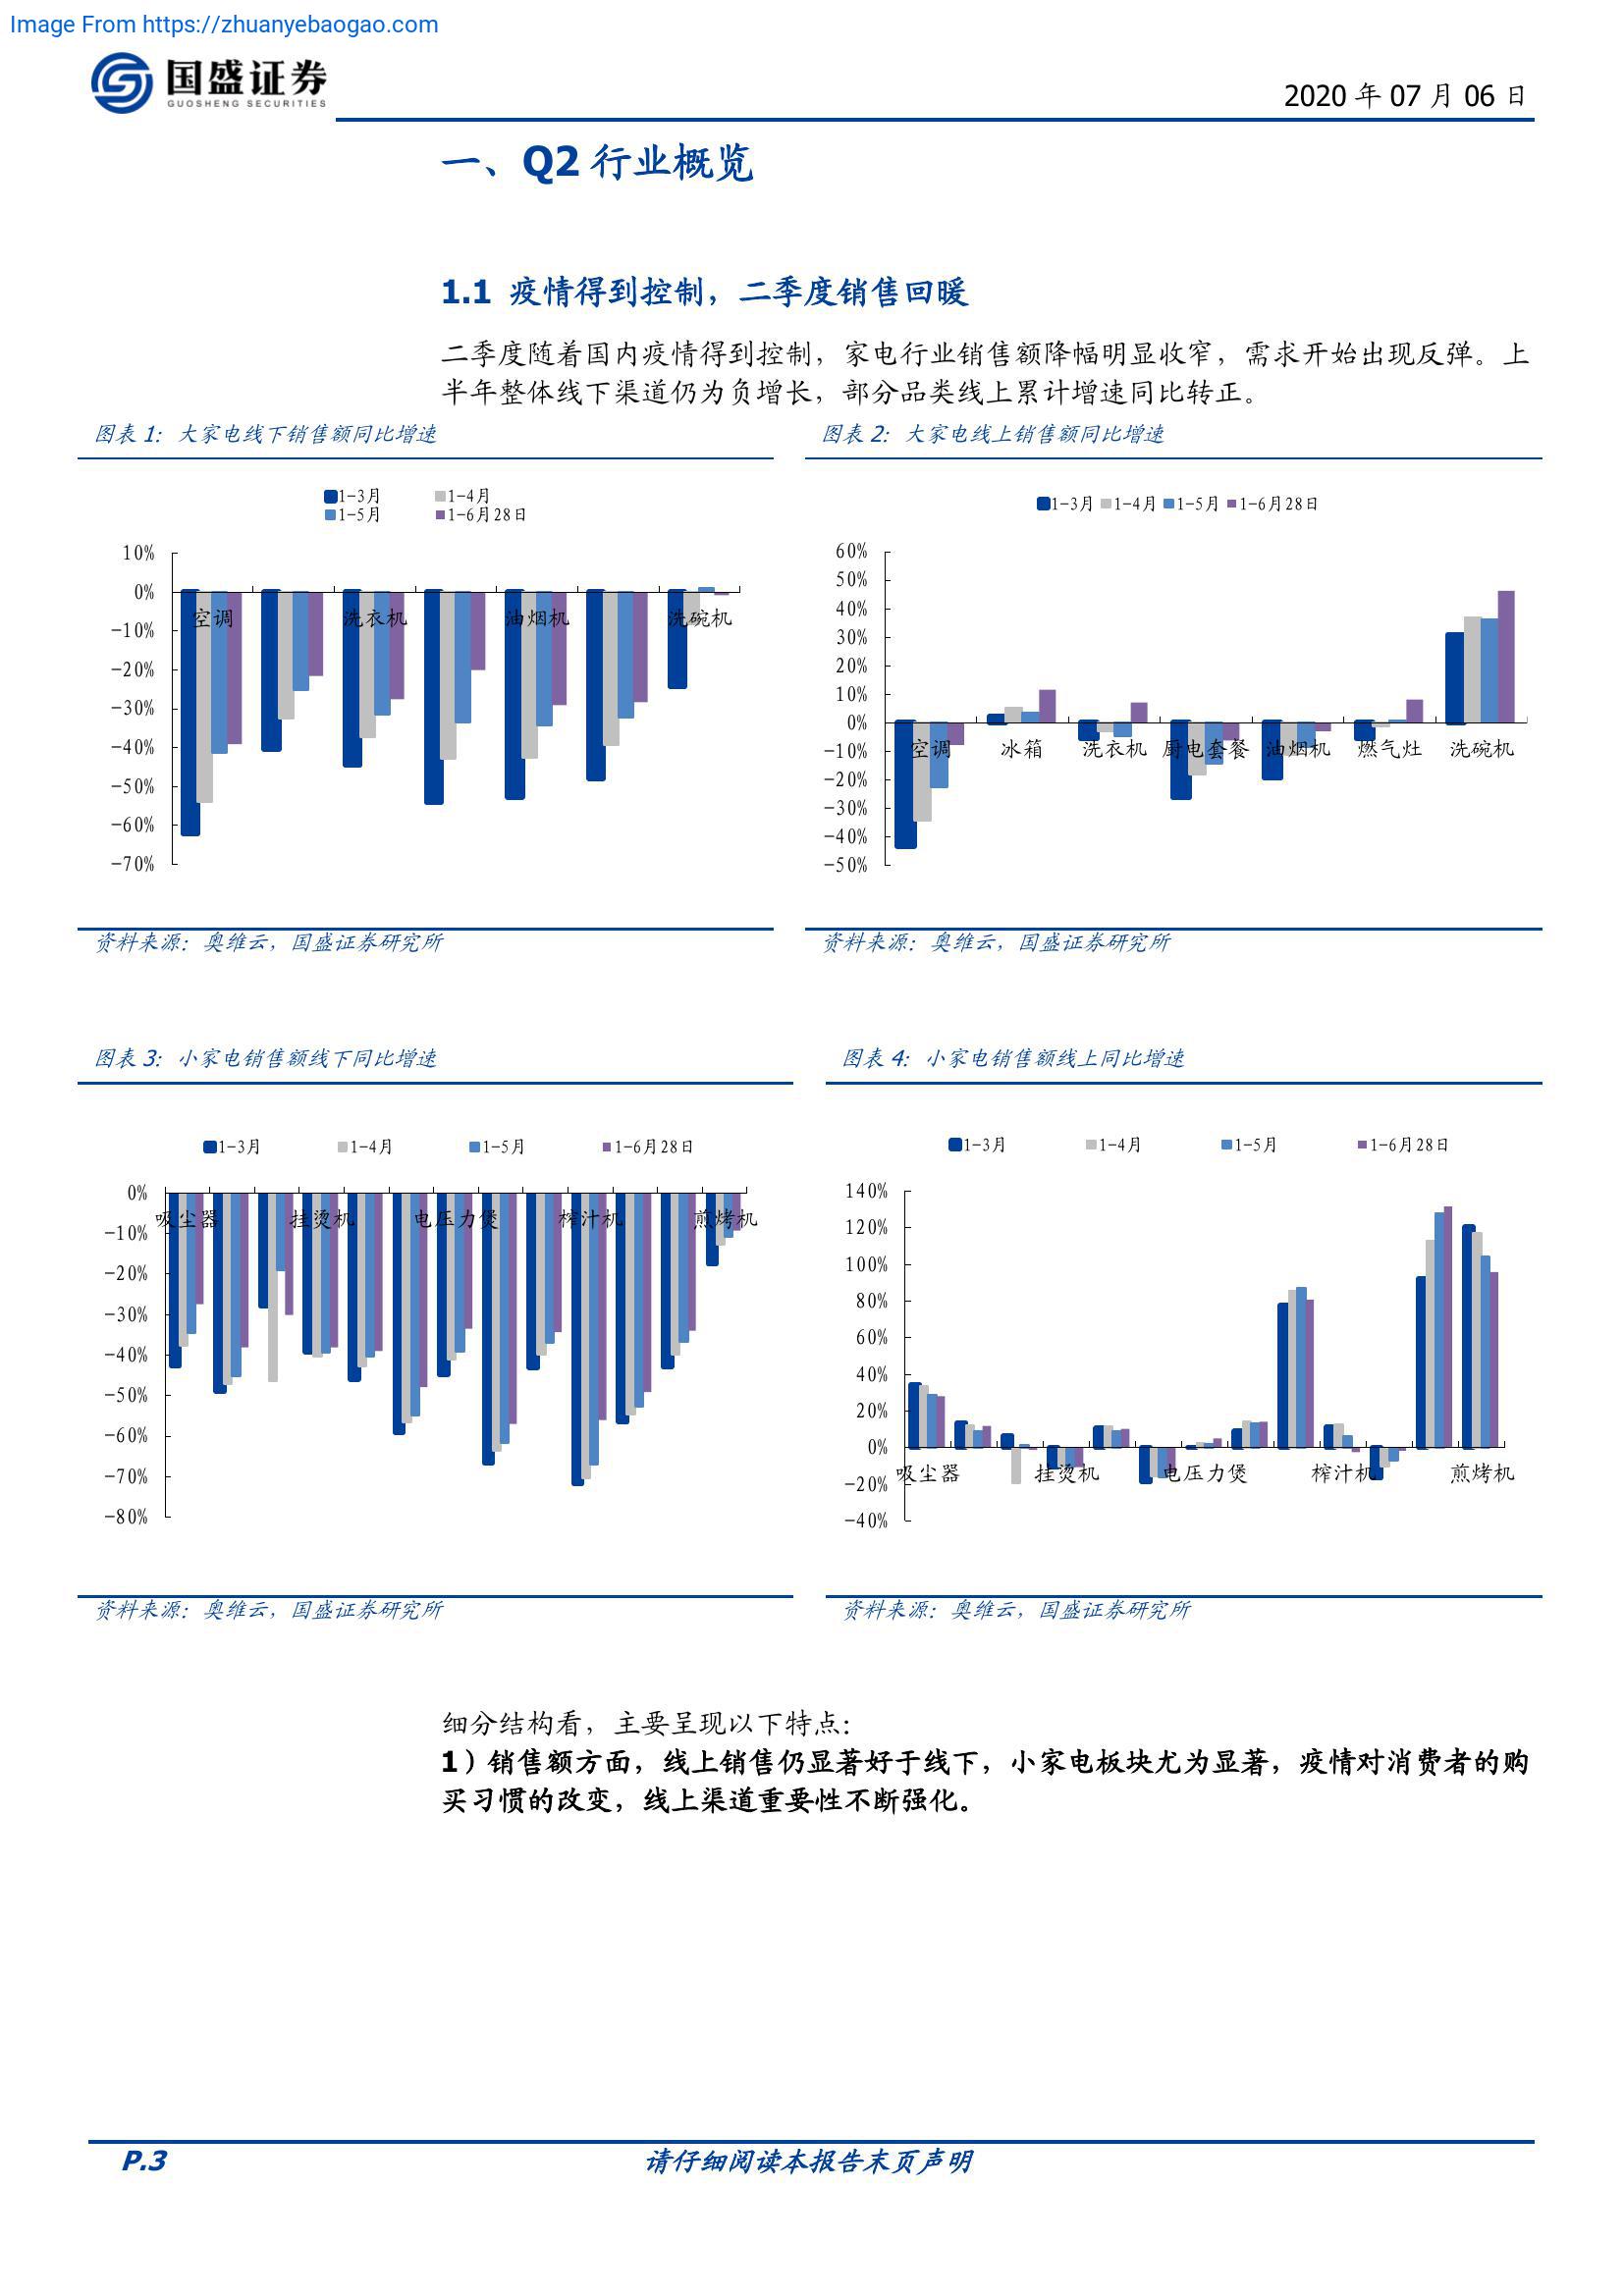 Image From https://zhuanyebaogao.com
国盛证券
GUOSHENG SECURITIES
2020 年 07 月 06 日
一、Q2 行业概览
1.1 疫情得到控制，二季度销售回暖
二季度随着国内疫情得到控制，家电行业销售额降幅明显收窄，需求开始出现反弹。上
半年整体线下渠道仍为负增长，部分品类线上累计增速同比转正。
图表 1：大家电线下销售额同比增速
1-3月 1-4月
1-5月 1-6月28日
10%
0%
-10%
-20%
-30%
-40%
-50%
-60%
-70%
空调 洗衣机 油烟机 洗碗机
资料来源：奥维云，国盛证券研究所
图表 2：大家电线上销售额同比增速
1-3月 1-4月 1-5月 1-6月28日
60%
50%
40%
30%
20%
10%
0%
-10%
-20%
-30%
-40%
-50%
空调 冰箱 洗衣机 厨电套餐 油烟机 燃气灶 洗碗机
资料来源：奥维云，国盛证券研究所
图表 3：小家电销售额线下同比增速
1-3月 1-4月 1-5月 1-6月28日
0%
-10%
-20%
-30%
-40%
-50%
-60%
-70%
-80%
吸尘器 挂烫机 电压力煲 榨汁机 煎烤机
资料来源：奥维云，国盛证券研究所
图表 4：小家电销售额线上同比增速
1-3月 1-4月 1-5月 1-6月28日
140%
120%
100%
80%
60%
40%
20%
0%
-20%
-40%
吸尘器 挂烫机 电压力煲 榨汁机 煎烤机
资料来源：奥维云，国盛证券研究所
细分结构看，主要呈现以下特点：
1）销售额方面，线上销售仍显著好于线下，小家电板块尤为显著，疫情对消费者的购
买习惯的改变，线上渠道重要性不断强化。
P.3
请仔细阅读本报告末页声明